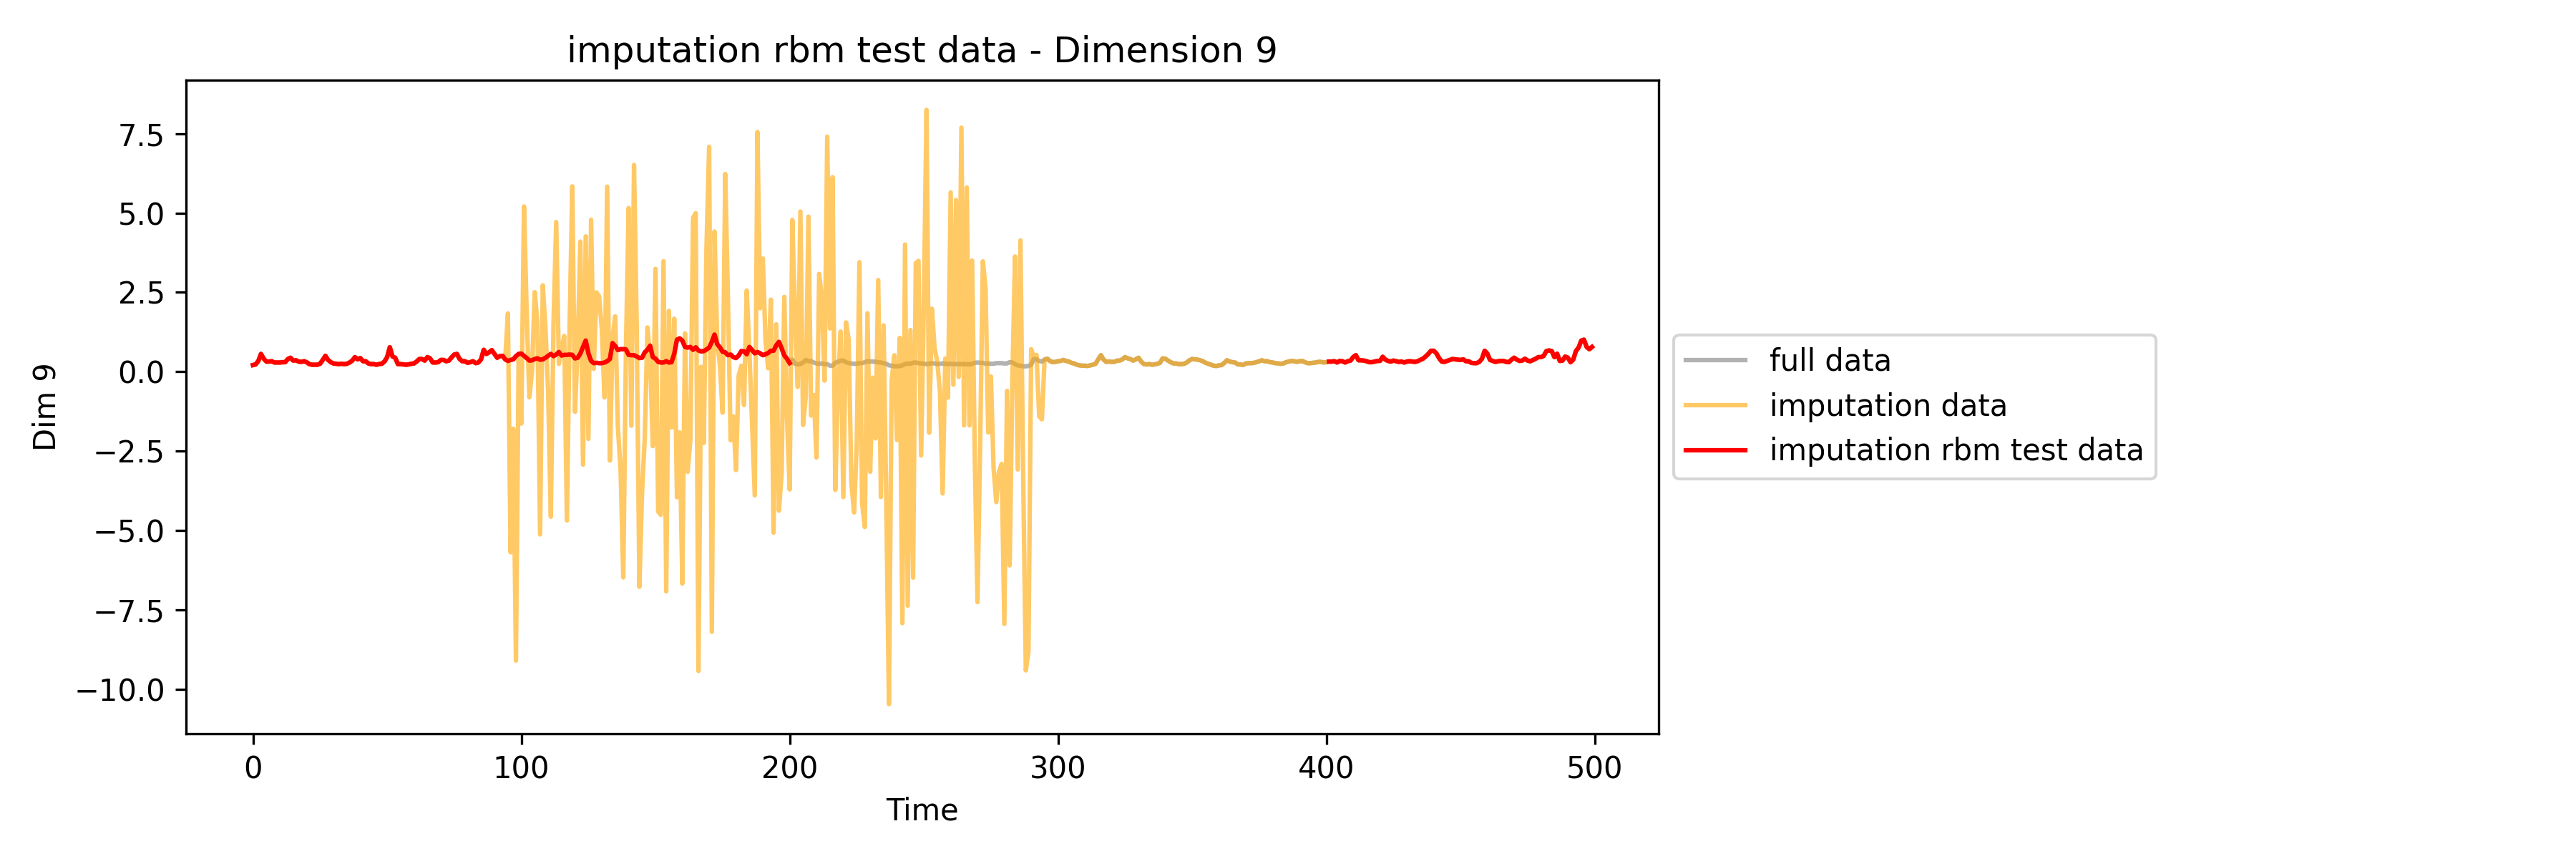 imputation rbm test data - Dimension 9
7.5
5.0
2.5
0.0
−2.5
−5.0
−7.5
−10.0
Dim 9
0 100 200 300 400 500
Time
full data
imputation data
imputation rbm test data